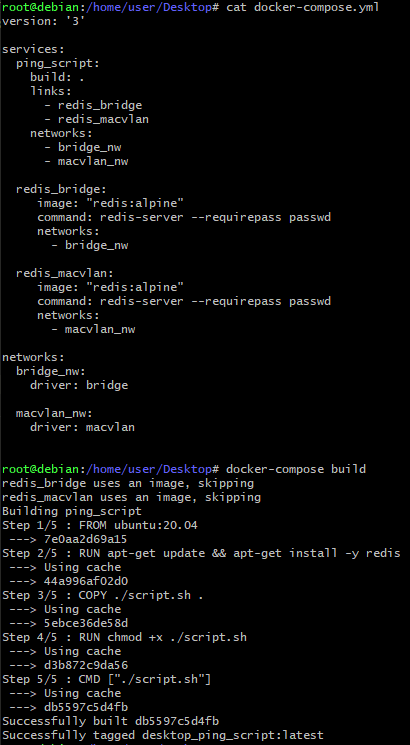 root@debian:/home/user/Desktop# cat docker-compose.yml
version: '3'
services:
ping_script:
build: .
links:
- redis_bridge
- redis_macvlan
networks:
- bridge_nw
- macvlan_nw
redis_bridge:
image: "redis:alpine"
command: redis-server --requirepass passwd
networks:
- bridge_nw
redis_macvlan:
image: "redis:alpine"
command: redis-server --requirepass passwd
networks:
- macvlan_nw
networks:
bridge_nw:
driver: bridge
macvlan_nw:
driver: macvlan
root@debian:/home/user/Desktop# docker-compose build
redis_bridge uses an image, skipping
redis_macvlan uses an image, skipping
Building ping_script
Step 1/5 : FROM ubuntu:20.04
---> 7e0aa2d69a15
Step 2/5 : RUN apt-get update && apt-get install -y redis
---> Using cache
---> 44a996af02d0
Step 3/5 : COPY ./script.sh .
---> Using cache
---> 5ebce36de58d
Step 4/5 : RUN chmod +x ./script.sh
---> Using cache
---> d3b872c9da56
Step 5/5 : CMD ["./script.sh"]
---> Using cache
---> db5597c5d4fb
Successfully built db5597c5d4fb
Successfully tagged desktop_ping_script:latest